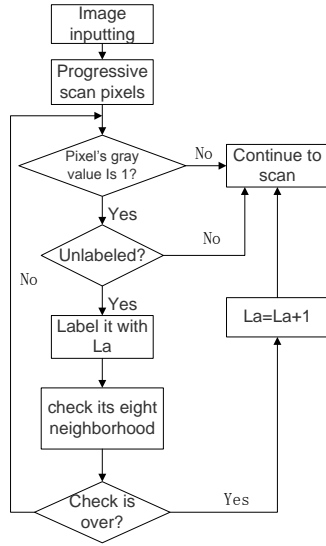 Image
inputting
Progressive
scan pixels
Pixel's gray
value Is 1?
No
Continue to
scan
Yes
Unlabeled?
No
No
Yes
Label it with
La
La=La+1
check its eight
neighborhood
Check is
over?
Yes